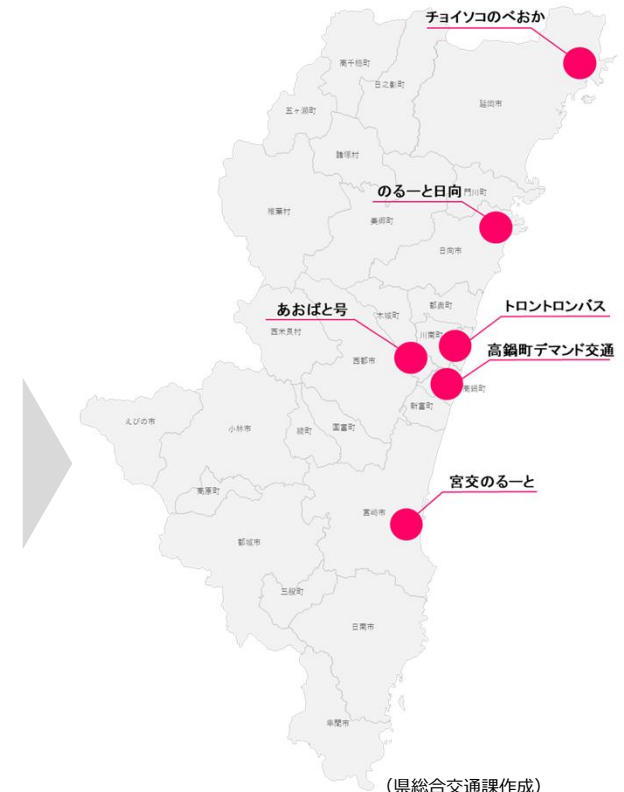 チョイソコのべおか
高千穂町
日之影町
延岡市
五ヶ瀬町
諸塚村
のるーと日向
門川町
椎葉村
美郷町
日向市
あおばと号
木城町
都農町
トロントロンバス
西米良村
川南町
西都市
高鍋町デマンド交通
高鍋町
新富町
えびの市
小林市
綾町
国富町
宮交のるーと
高原町
宮崎市
都城市
三股町
日南市
串間市
（県総合交通課作成）